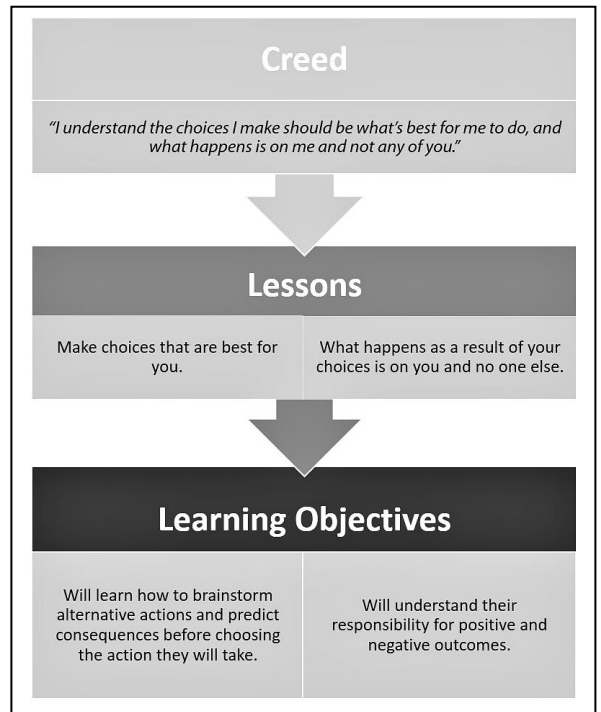 Creed
“I understand the choices I make should be what’s best for me to do, and
what happens is on me and not any of you.”
Lessons
Make choices that are best for
you.
What happens as a result of your
choices is on you and no one else.
Learning Objectives
Will learn how to brainstorm
alternative actions and predict
consequences before choosing
the action they will take.
Will understand their
responsibility for positive and
negative outcomes.